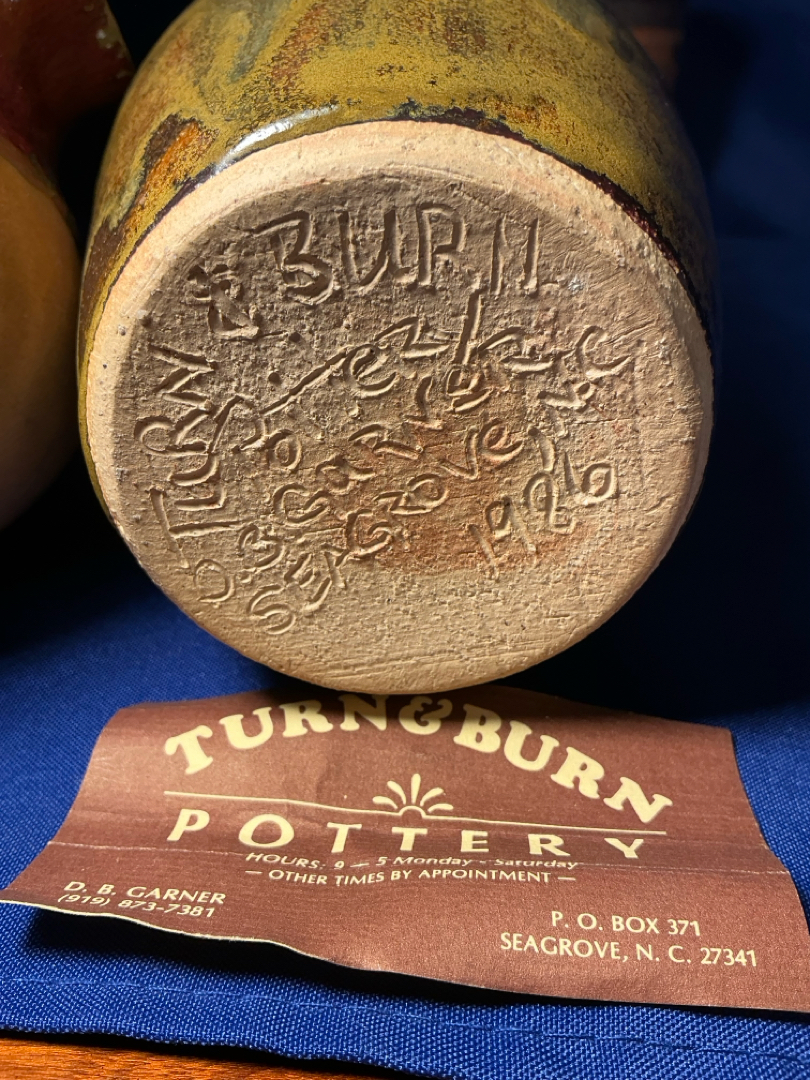 TURN & BURN
D.B GARNER
SEAGROVE, N.C
1986
TURN & BURN
POTTERY
HOURS: 9 — 5 Monday - Saturday
— OTHER TIMES BY APPOINTMENT —
D. B. GARNER
(919) 873-7381
P. O. BOX 371
SEAGROVE, N. C. 27341